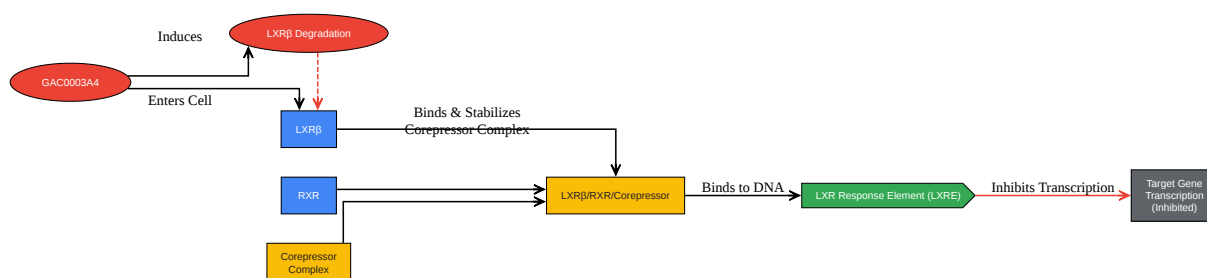 Induces
LXRβ Degradation
GAC0003A4
Enters Cell
Binds & Stabilizes
Corepressor Complex
LXRβ
RXR
LXRβ/RXR/Corepressor
Binds to DNA
LXR Response Element (LXRE)
Inhibits Transcription
Target Gene
Transcription
(Inhibited)
Corepressor
Complex